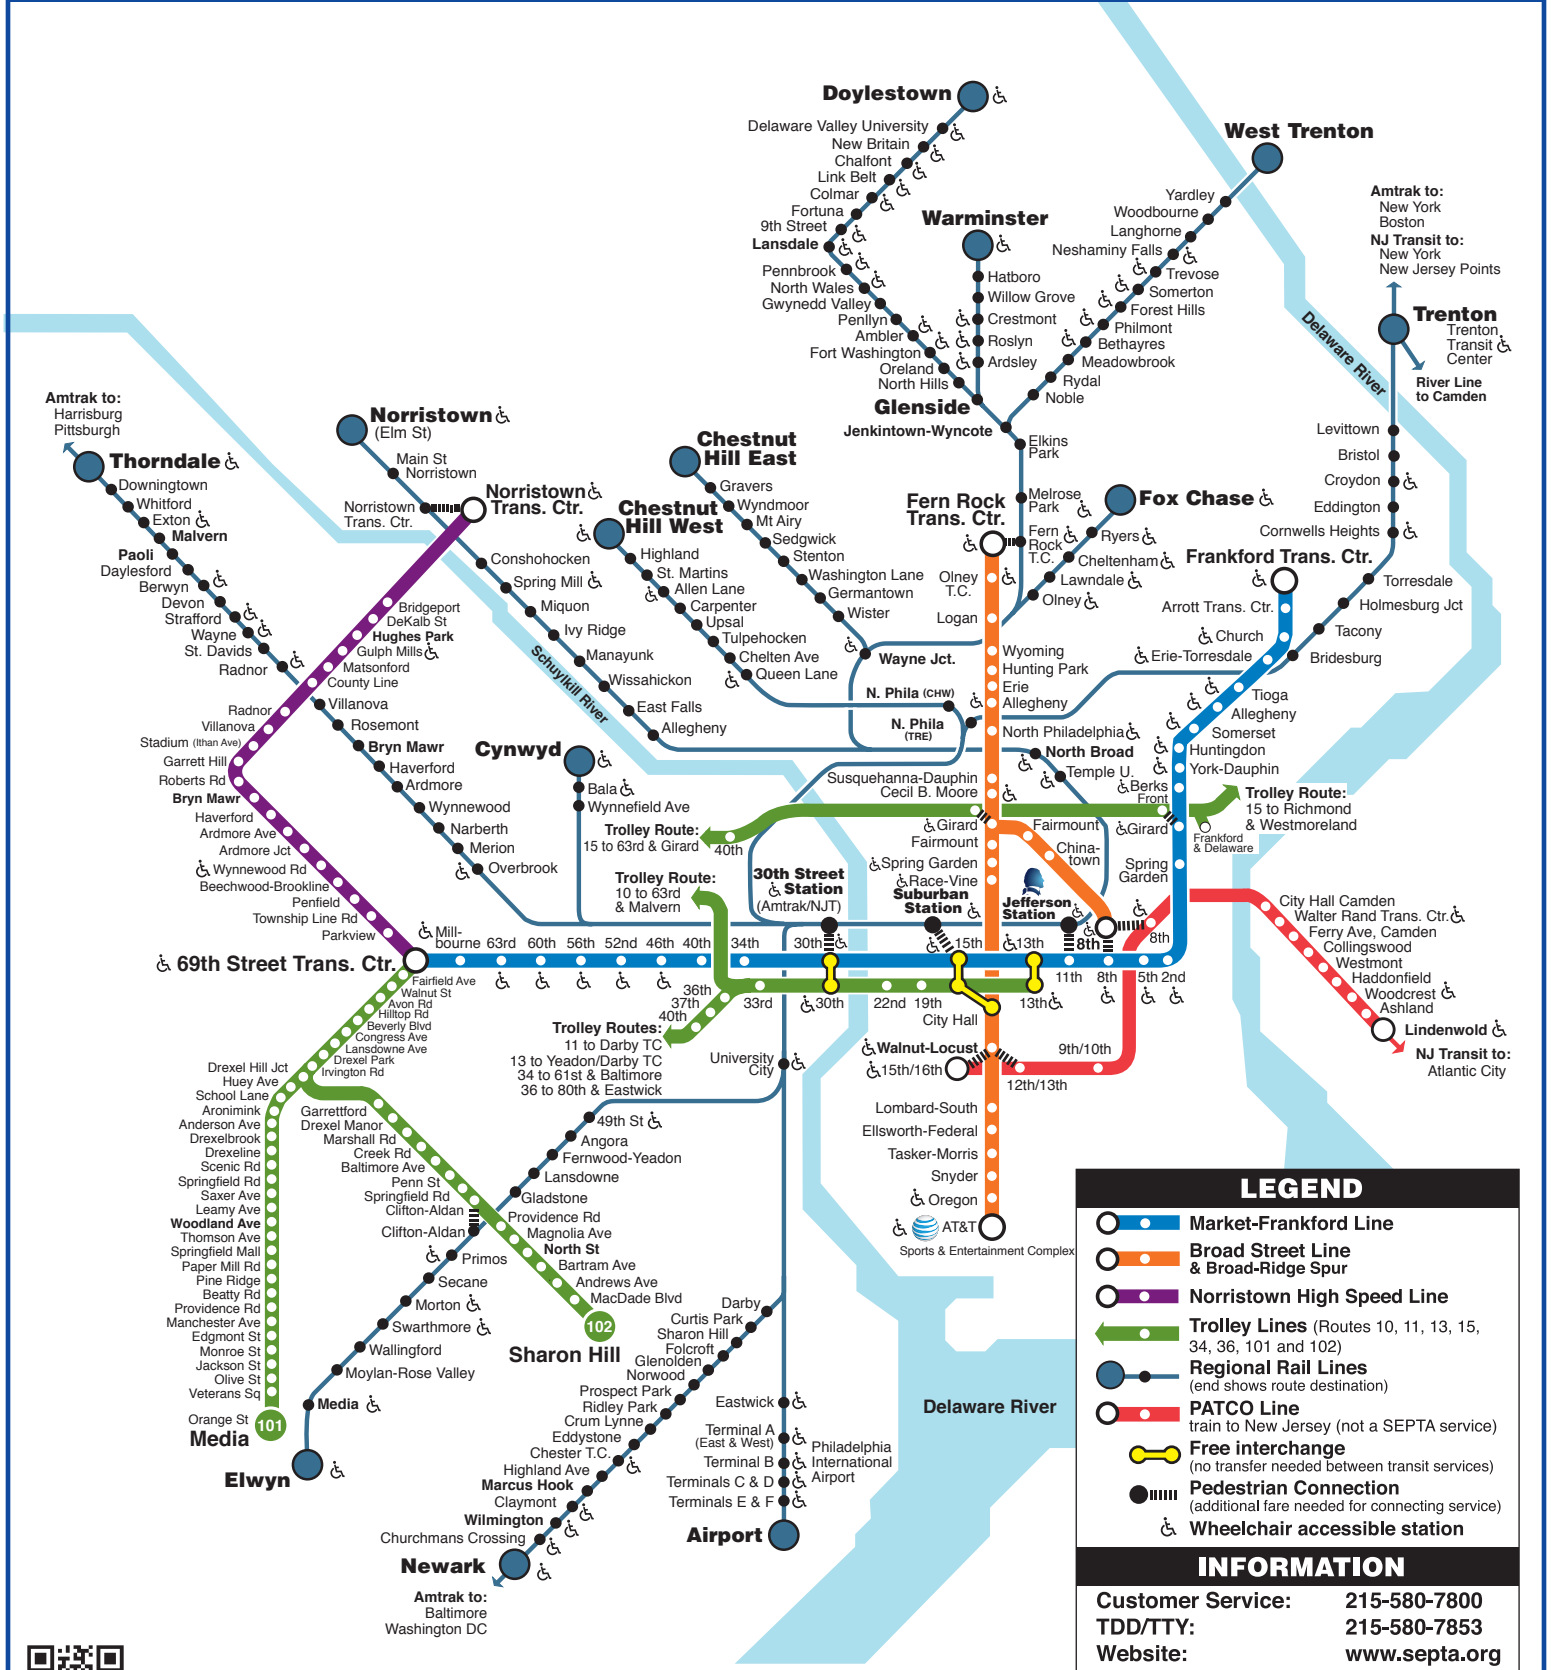 Doylestown
Delaware Valley University
New Britain
Chalfont
Link Belt
Colmar
Fortuna
9th Street
Lansdale
Pennbrook
North Wales
Gwynedd Valley
Penllyn
Ambler
Fort Washington
Oreland
North Hills
Glenside
Jenkintown-Wyncote
Elkins
Park
Melrose
Park
Fern
Rock
T.C.
Warminster
Hatboro
Willow Grove
Crestmont
Roslyn
Ardsley
West Trenton
Yardley
Woodbourne
Langhorne
Neshaminy Falls
Trevose
Somerton
Forest Hills
Philmont
Bethayres
Meadowbrook
Rydal
Noble
Amtrak to:
New York
Boston
NJ Transit to:
New York
New Jersey Points
Trenton
Trenton
Transit
Center
River Line
to Camden
Delaware River
Levittown
Bristol
Croydon
Eddington
Cornwells Heights
Torresdale
Holmesburg Jct
Tacony
Bridesburg
Amtrak to:
Harrisburg
Pittsburgh
Thorndale
Downingtown
Whitford
Exton
Malvern
Paoli
Daylesford
Berwyn
Devon
Strafford
Wayne
St. Davids
Radnor
Villanova
Rosemont
Bryn Mawr
Haverford
Ardmore
Wynnewood
Narberth
Merion
Overbrook
Norristown
(Elm St)
Main St
Norristown
Norristown
Trans. Ctr.
Conshohocken
Spring Mill
Miquon
Ivy Ridge
Manayunk
Wissahickon
East Falls
Allegheny
Schuylkill River
Norristown
Trans. Ctr.
Bridgeport
DeKalb St
Hughes Park
Gulph Mills
Matsonford
County Line
Radnor
Villanova
Stadium (Ithan Ave)
Garrett Hill
Roberts Rd
Bryn Mawr
Haverford
Ardmore Ave
Ardmore Jct
Wynnewood Rd
Beechwood-Brookline
Penfield
Township Line Rd
Parkview
Chestnut
Hill East
Gravers
Wyndmoor
Mt Airy
Sedgwick
Stenton
Washington Lane
Germantown
Wister
Wayne Jct.
Chestnut
Hill West
Highland
St. Martins
Allen Lane
Carpenter
Upsal
Tulpehocken
Chelten Ave
Queen Lane
N. Phila (CHW)
N. Phila
(TRE)
Fox Chase
Ryers
Cheltenham
Lawndale
Olney
Cynwyd
Bala
Wynnefield Ave
North Broad
Temple U.
Fern Rock
Trans. Ctr.
Olney
T.C.
Logan
Wyoming
Hunting Park
Erie
Allegheny
North Philadelphia
Susquehanna-Dauphin
Cecil B. Moore
Girard
Fairmount
Spring Garden
Race-Vine
Fairmount
China-
town
8th
Frankford Trans. Ctr.
Arrott Trans. Ctr.
Church
Erie-Torresdale
Tioga
Allegheny
Somerset
Huntingdon
York-Dauphin
Berks
Front
Girard
Spring
Garden
Trolley Route:
15 to Richmond
& Westmoreland
Frankford
& Delaware
Trolley Route:
15 to 63rd & Girard
40th
Trolley Route:
10 to 63rd
& Malvern
30th Street
Station
(Amtrak/NJT)
Suburban
Station
Jefferson
Station
69th Street Trans. Ctr.
Mill-
bourne
63rd
60th
56th
52nd
46th
40th
34th
30th
15th
13th
11th
8th
5th
2nd
36th
37th
40th
33rd
30th
22nd
19th
13th
City Hall
8th
City Hall Camden
Walter Rand Trans. Ctr.
Ferry Ave, Camden
Collingswood
Westmont
Haddonfield
Woodcrest
Ashland
Lindenwold
NJ Transit to:
Atlantic City
Walnut-Locust
15th/16th
12th/13th
9th/10th
Lombard-South
Ellsworth-Federal
Tasker-Morris
Snyder
Oregon
AT&T
Sports & Entertainment Complex
Trolley Routes:
11 to Darby TC
13 to Yeadon/Darby TC
34 to 61st & Baltimore
36 to 80th & Eastwick
Fairfield Ave
Walnut St
Avon Rd
Hilltop Rd
Beverly Blvd
Congress Ave
Lansdowne Ave
Drexel Park
Irvington Rd
Drexel Hill Jct
Huey Ave
School Lane
Aronimink
Anderson Ave
Drexelbrook
Drexeline
Scenic Rd
Springfield Rd
Saxer Ave
Leamy Ave
Woodland Ave
Thomson Ave
Springfield Mall
Paper Mill Rd
Pine Ridge
Beatty Rd
Providence Rd
Manchester Ave
Edgmont St
Monroe St
Jackson St
Olive St
Veterans Sq
Orange St
Media
101
Garrettford
Drexel Manor
Marshall Rd
Creek Rd
Baltimore Ave
Penn St
Springfield Rd
Clifton-Aldan
Providence Rd
Magnolia Ave
North St
Bartram Ave
Andrews Ave
MacDade Blvd
102
Sharon Hill
University
City
49th St
Angora
Fernwood-Yeadon
Lansdowne
Gladstone
Clifton-Aldan
Primos
Secane
Morton
Swarthmore
Wallingford
Moylan-Rose Valley
Media
Elwyn
Darby
Curtis Park
Sharon Hill
Folcroft
Glenolden
Norwood
Prospect Park
Ridley Park
Crum Lynne
Eddystone
Chester T.C.
Highland Ave
Marcus Hook
Claymont
Wilmington
Churchmans Crossing
Newark
Amtrak to:
Baltimore
Washington DC
Eastwick
Terminal A
(East & West)
Terminal B
Terminals C & D
Terminals E & F
Philadelphia
International
Airport
Airport
Delaware River
LEGEND
Market-Frankford Line
Broad Street Line
& Broad-Ridge Spur
Norristown High Speed Line
Trolley Lines (Routes 10, 11, 13, 15,
34, 36, 101 and 102)
Regional Rail Lines
(end shows route destination)
PATCO Line
train to New Jersey (not a SEPTA service)
Free interchange
(no transfer needed between transit services)
Pedestrian Connection
(additional fare needed for connecting service)
Wheelchair accessible station
INFORMATION
Customer Service: 215-580-7800
TDD/TTY: 215-580-7853
Website: www.septa.org